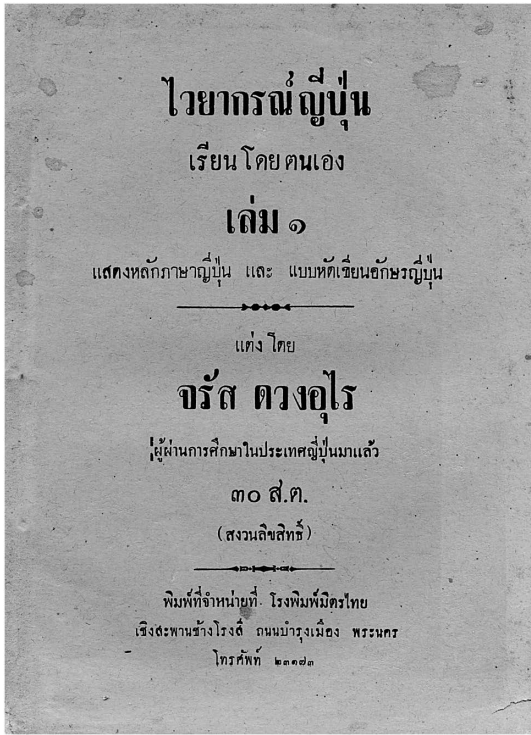 ไวยากรณ์ญี่ปุ่น
เรียนโดยตนเอง
เล่ม ๑
แสดงหลักภาษาญี่ปุ่น และ แบบหัดเขียนอักษรญี่ปุ่น
แต่ง โดย
จรัส ดวงอุไร
ผู้ผ่านการศึกษาในประเทศญี่ปุ่นมาแล้ว
๓๐ ส.ต.
(สงวนลิขสิทธิ์)
พิมพ์ที่จำหน่ายที่ โรงพิมพ์มิตรไทย
เชิงสะพานช้างโรงสี ถนนบำรุงเมือง พระนคร
โทรศัพท์ ๒๓๑๗๓